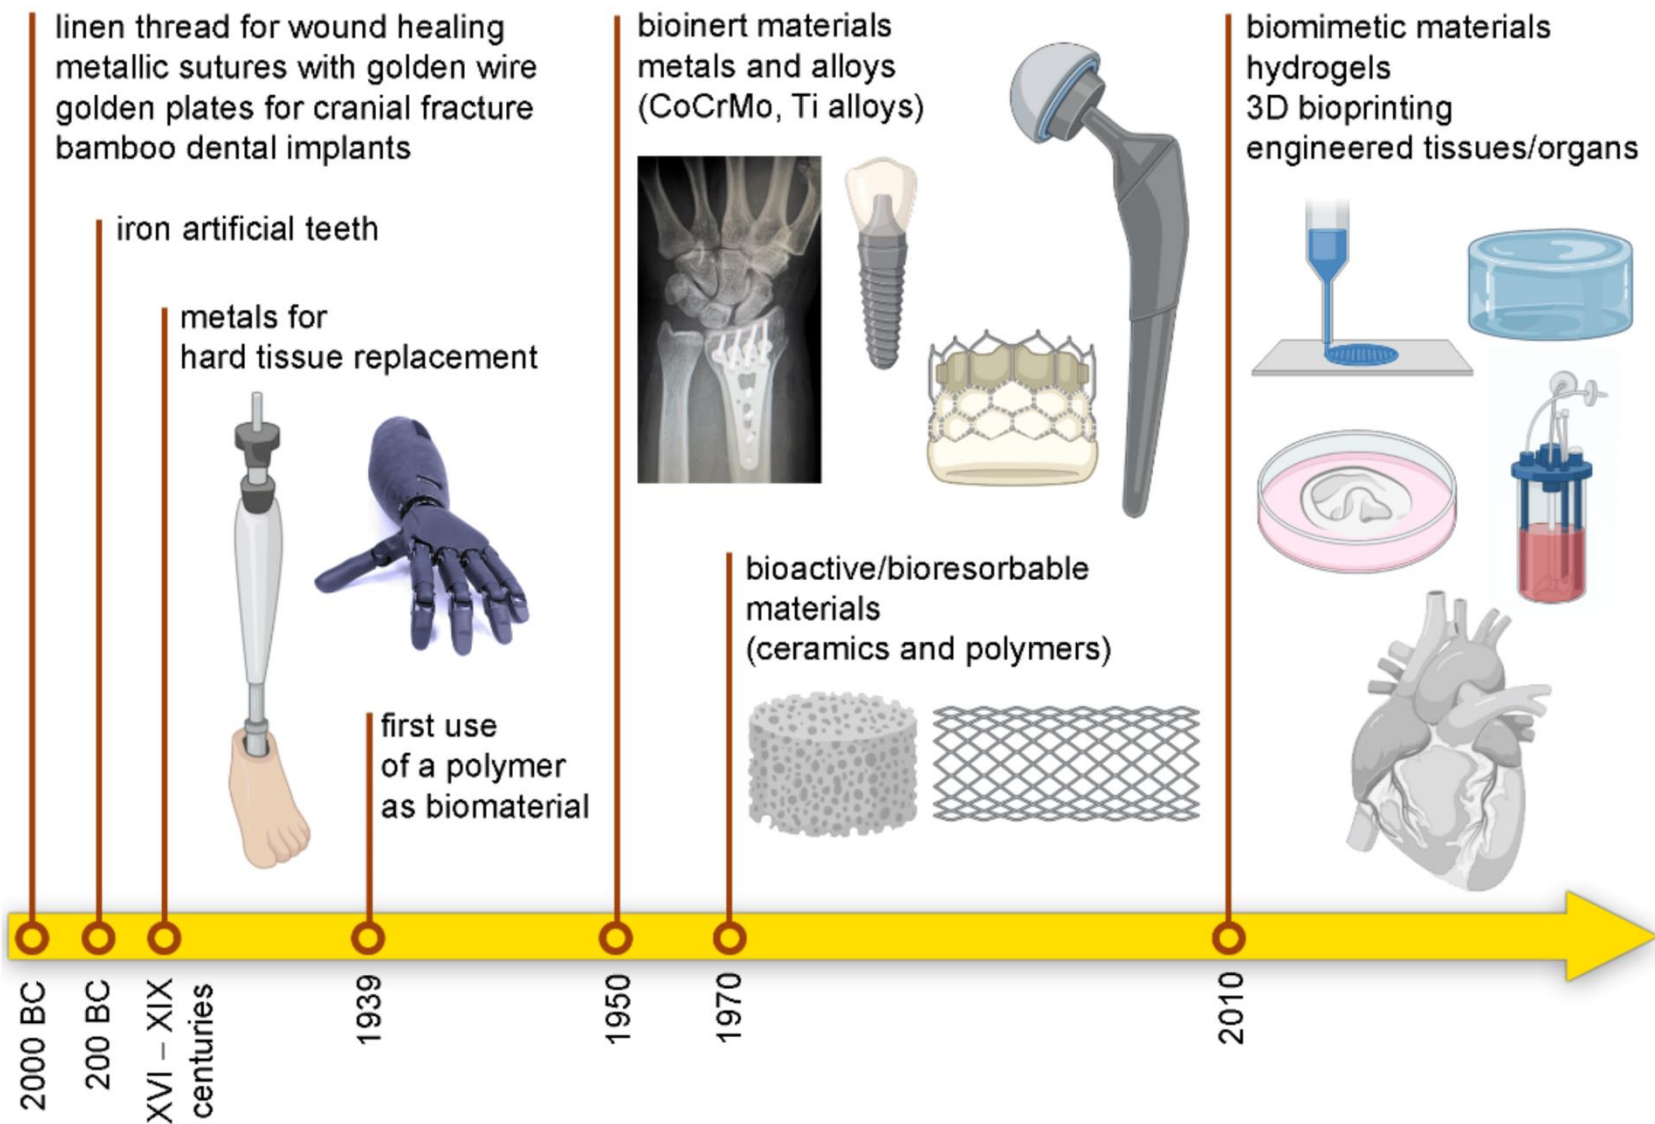 linen thread for wound healing
metallic sutures with golden wire
golden plates for cranial fracture
bamboo dental implants
iron artificial teeth
metals for
hard tissue replacement
first use
of a polymer
as biomaterial
bioinert materials
metals and alloys
(CoCrMo, Ti alloys)
bioactive/bioresorbable
materials
(ceramics and polymers)
biomimetic materials
hydrogels
3D bioprinting
engineered tissues/organs
2000 BC
200 BC
XVI – XIX
centuries
1939
1950
1970
2010